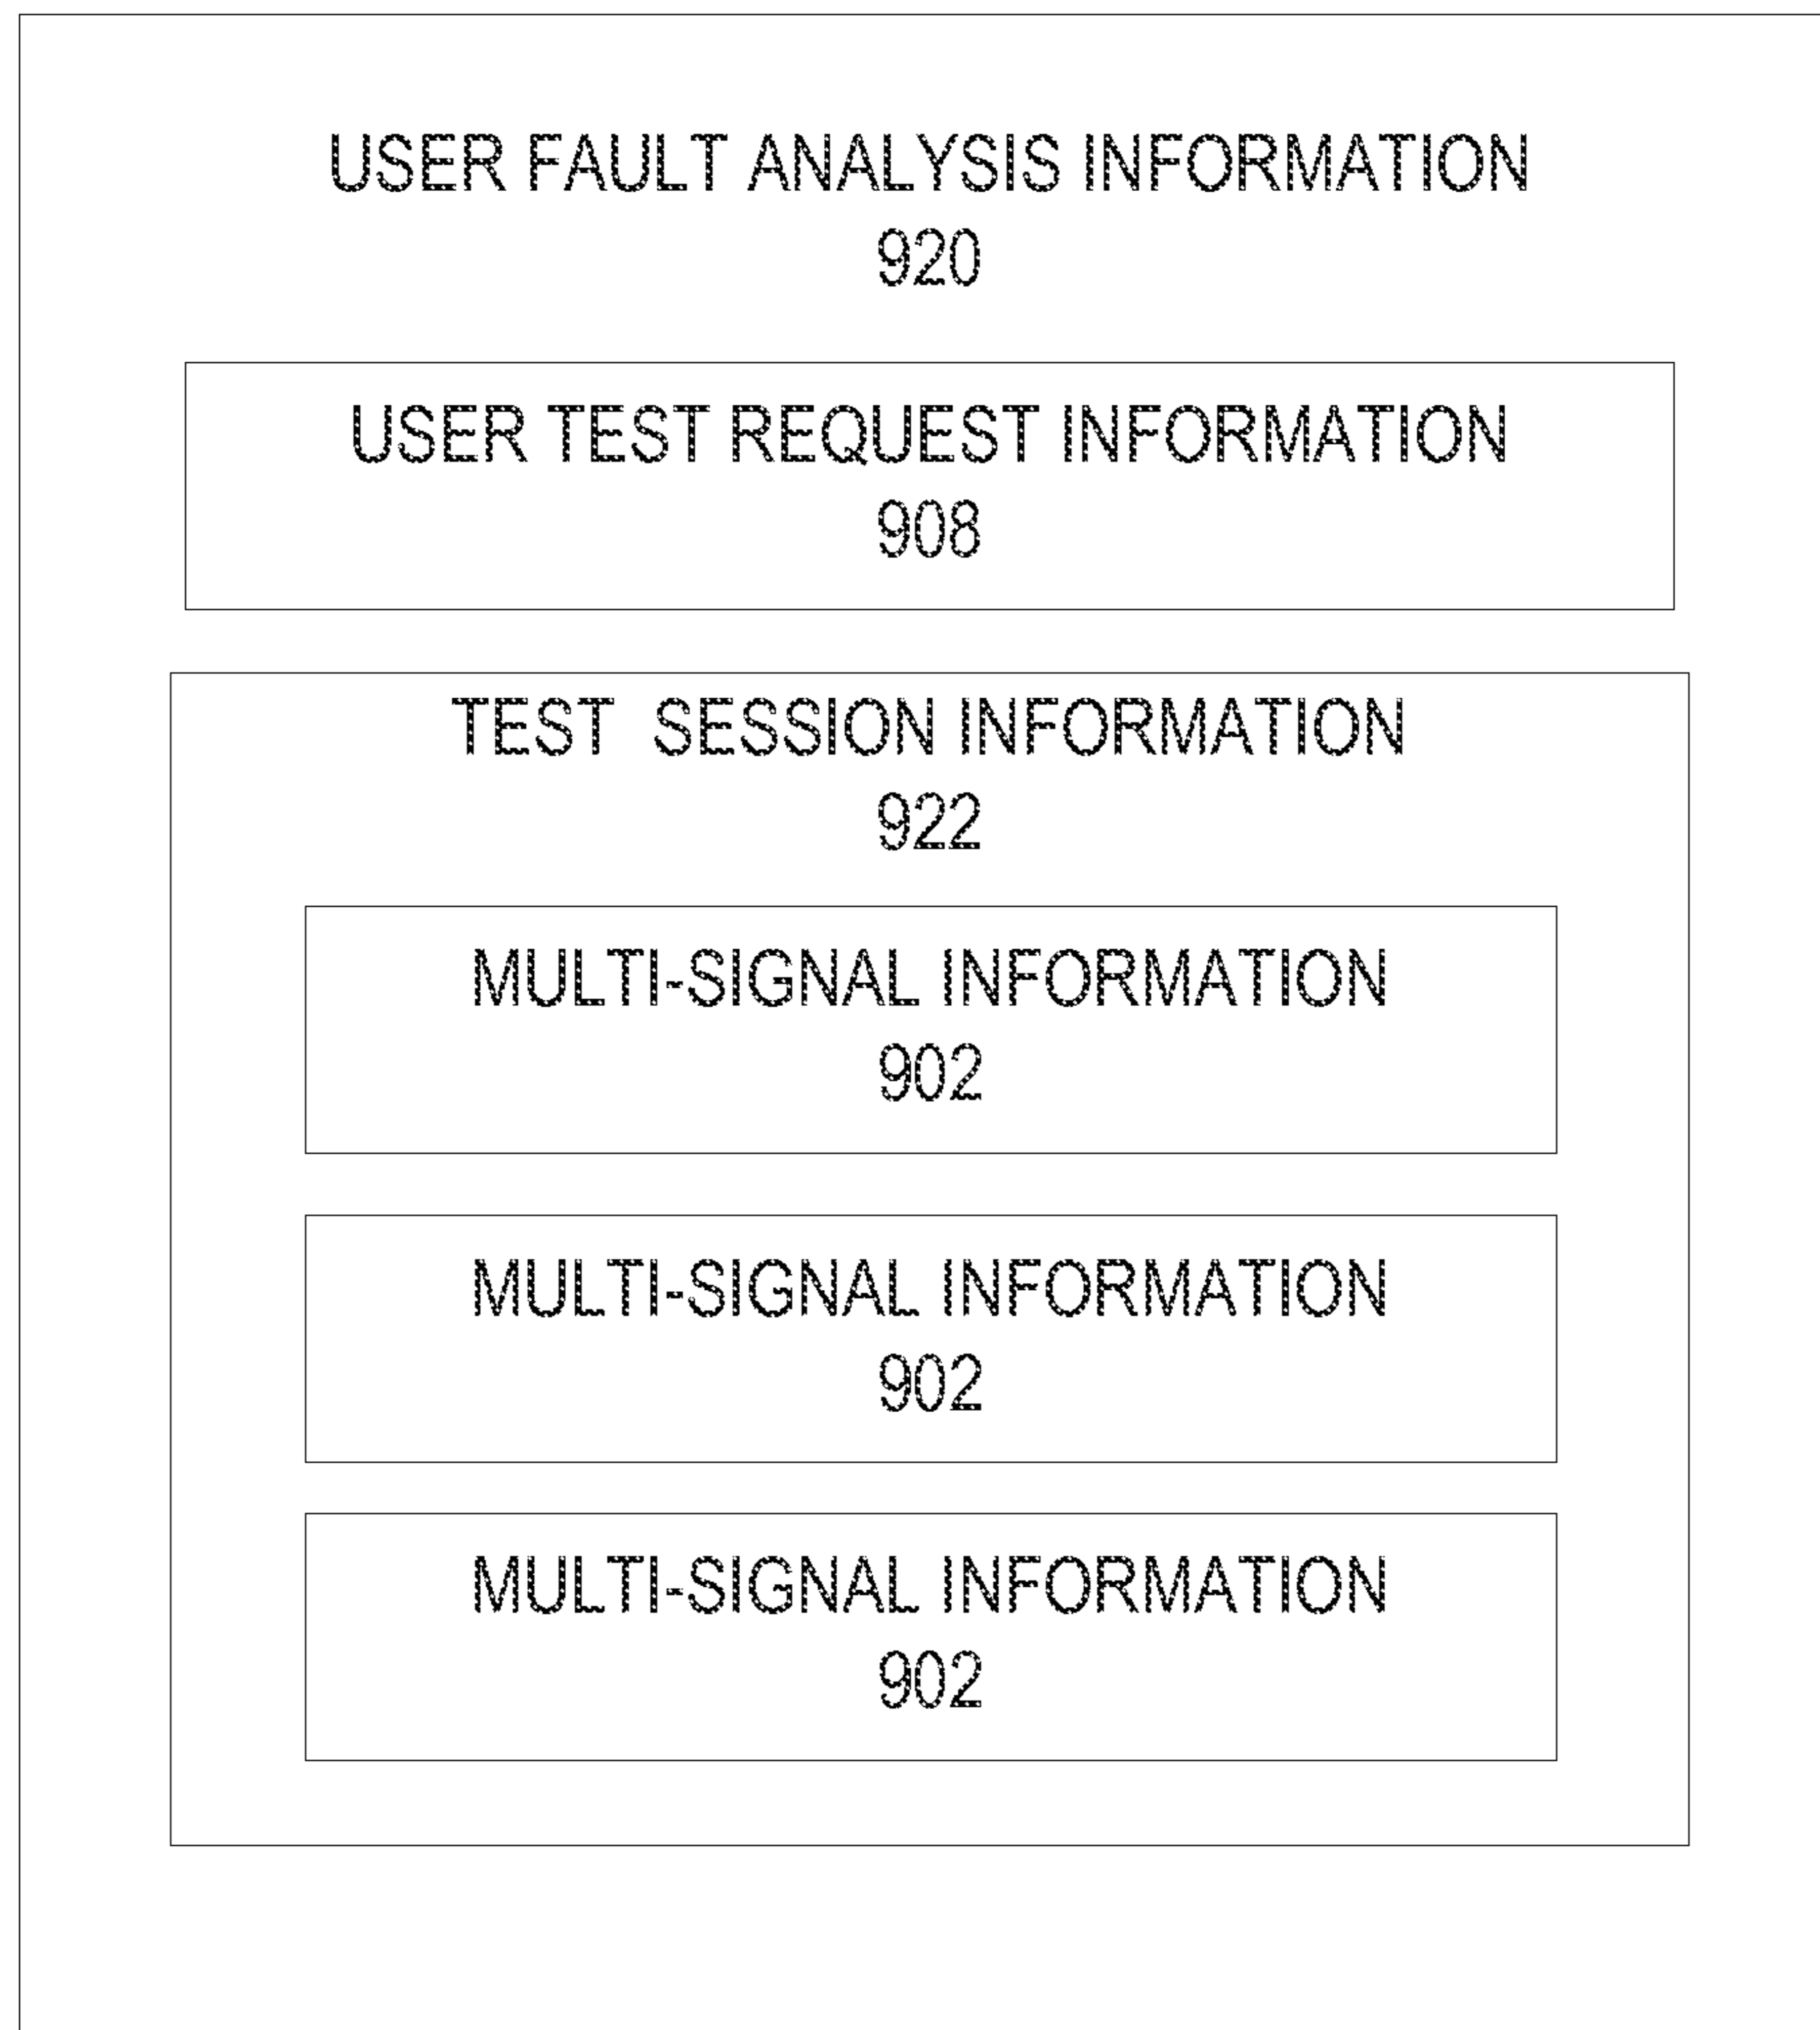 USER FAULT ANALYSIS INFORMATION
920
USER TEST REQUEST INFORMATION
908
TEST SESSION INFORMATION
922
MULTI-SIGNAL INFORMATION
902
MULTI-SIGNAL INFORMATION
902
MULTI-SIGNAL INFORMATION
902